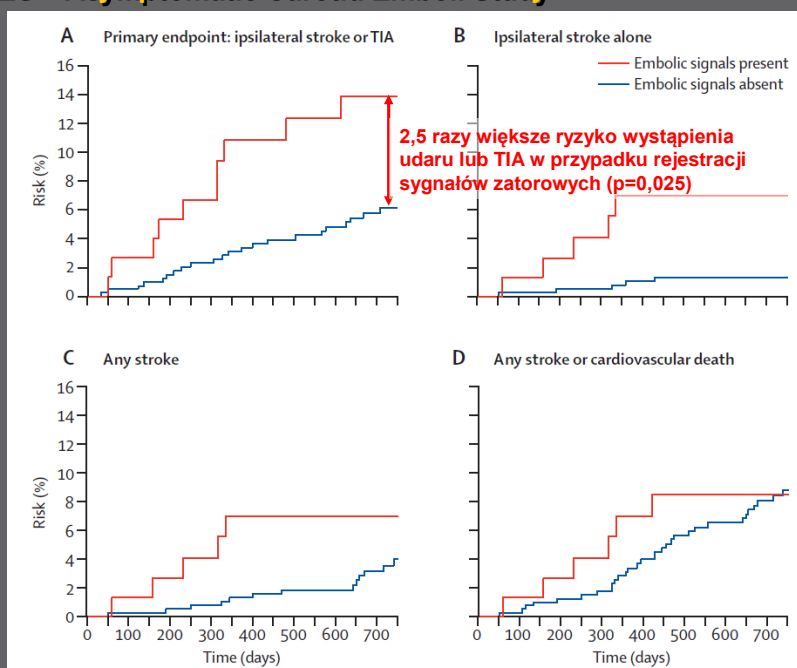 A Primary endpoint: ipsilateral stroke or TIA
B Ipsilateral stroke alone
Embolic signals present
Embolic signals absent
2,5 razy większe ryzyko wystąpienia
udaru lub TIA w przypadku rejestracji
sygnałów zatorowych (p=0,025)
Risk (%)
16
14
12
10
8
6
4
2
0
C Any stroke
D Any stroke or cardiovascular death
Risk (%)
16
14
12
10
8
6
4
2
0
0 100 200 300 400 500 600 700
Time (days)
0 100 200 300 400 500 600 700
Time (days)